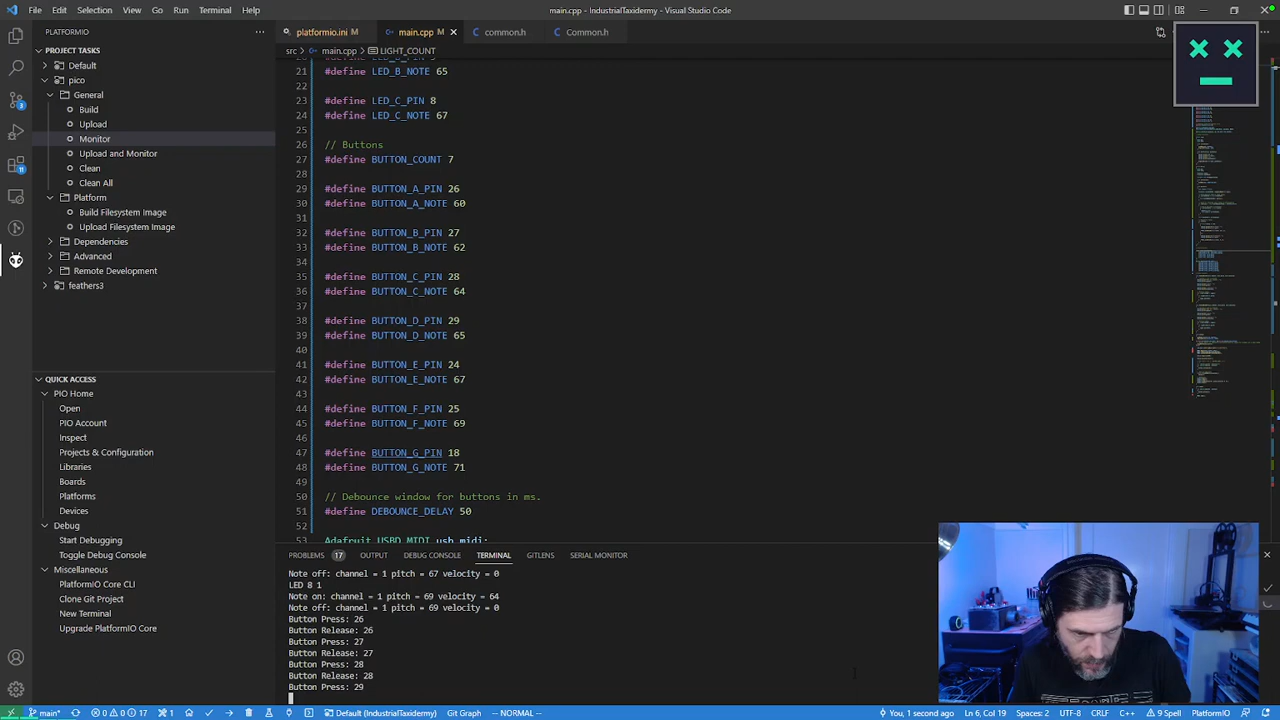 File Edit Selection View Go Run Terminal Help
main.cpp - IndustrialTaxidermy - Visual Studio Code
PLATFORMIO
platformio.ini M
main.cpp M
common.h
Common.h
PROJECT TASKS
src > main.cpp > LIGHT_COUNT
Default
pico
General
Build
Upload
Monitor
Upload and Monitor
Clean
Clean All
Platform
Build Filesystem Image
Upload Filesystem Image
Dependencies
Advanced
Remote Development
feathers3
QUICK ACCESS
PIO Home
Open
PIO Account
Inspect
Projects & Configuration
Libraries
Boards
Platforms
Devices
Debug
Start Debugging
Toggle Debug Console
Miscellaneous
PlatformIO Core CLI
Clone Git Project
New Terminal
Upgrade PlatformIO Core
3
11
21 #define LED_B_NOTE 65
22
23 #define LED_C_PIN 8
24 #define LED_C_NOTE 67
25
26 // Buttons
27 #define BUTTON_COUNT 7
28
29 #define BUTTON_A_PIN 26
30 #define BUTTON_A_NOTE 60
31
32 #define BUTTON_B_PIN 27
33 #define BUTTON_B_NOTE 62
34
35 #define BUTTON_C_PIN 28
36 #define BUTTON_C_NOTE 64
37
38 #define BUTTON_D_PIN 29
39 #define BUTTON_D_NOTE 65
40
41 #define BUTTON_E_PIN 24
42 #define BUTTON_E_NOTE 67
43
44 #define BUTTON_F_PIN 25
45 #define BUTTON_F_NOTE 69
46
47 #define BUTTON_G_PIN 18
48 #define BUTTON_G_NOTE 71
49
50 // Debounce window for buttons in ms.
51 #define DEBOUNCE_DELAY 50
52
53 Adafruit_USBD_MIDI usb_midi;
PROBLEMS 17 OUTPUT DEBUG CONSOLE TERMINAL GITLENS SERIAL MONITOR
Note off: channel = 1 pitch = 67 velocity = 0
LED 8 1
Note on: channel = 1 pitch = 69 velocity = 64
Note off: channel = 1 pitch = 69 velocity = 0
Button Press: 26
Button Release: 26
Button Press: 27
Button Release: 27
Button Press: 28
Button Release: 28
Button Press: 29
main* 0 0 17 1 Default (IndustrialTaxidermy) Git Graph -- NORMAL -- You, 1 second ago Ln 6, Col 19 Spaces: 2 UTF-8 CRLF C++ 9 Spell PlatformIO